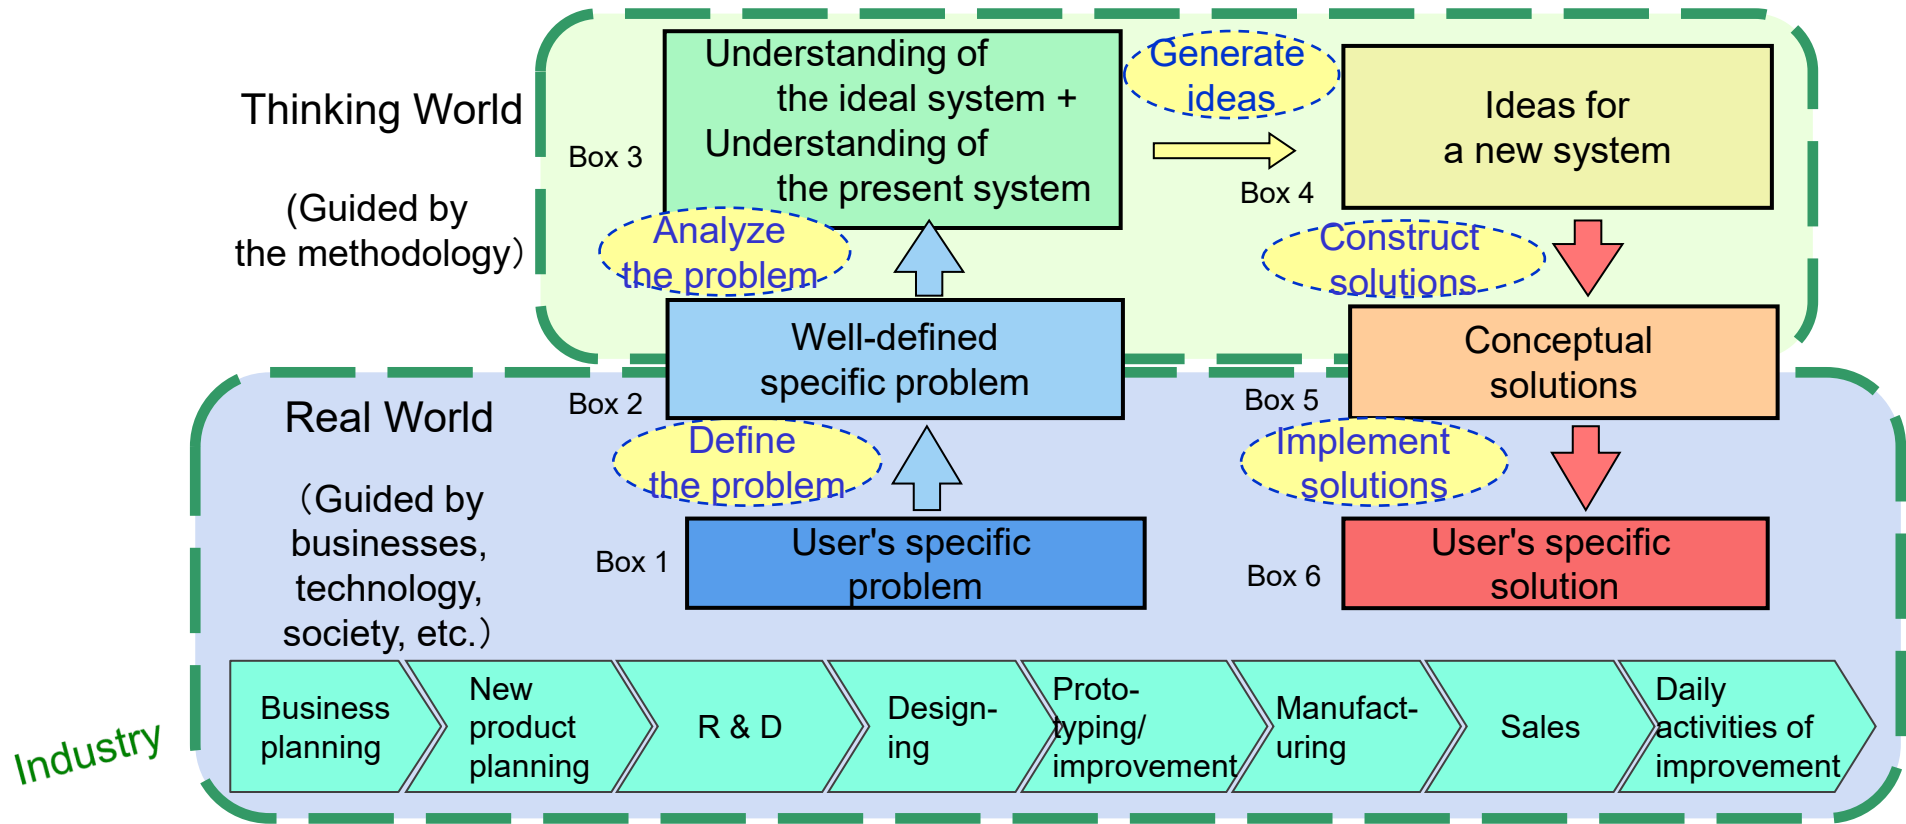 Thinking World
(Guided by
the methodology）
Box 3
Understanding of
the ideal system +
Understanding of
the present system
Generate
ideas
Box 4
Ideas for
a new system
Analyze
the problem
Construct
solutions
Box 2
Well-defined
specific problem
Box 5
Conceptual
solutions
Real World
（Guided by
businesses,
technology,
society, etc.）
Define
the problem
Implement
solutions
Box 1
User's specific
problem
Box 6
User's specific
solution
Industry
Business
planning
New
product
planning
R & D
Design-
ing
Proto-
typing/
improvement
Manufact-
uring
Sales
Daily
activities of
improvement